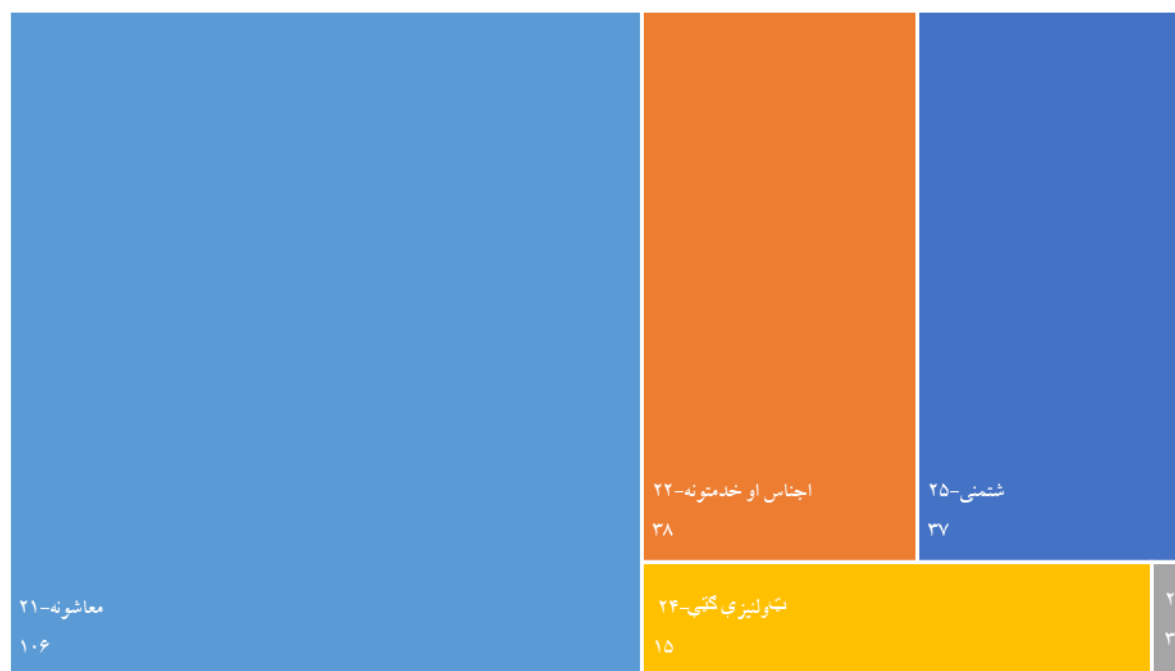 معاشونه-۲۱
۱۰۶
اجناس او خدمتونه-۲۲
۳۸
شتمنی-۲۵
۳۷
ټولنیزې ګټې-۲۴
۱۵